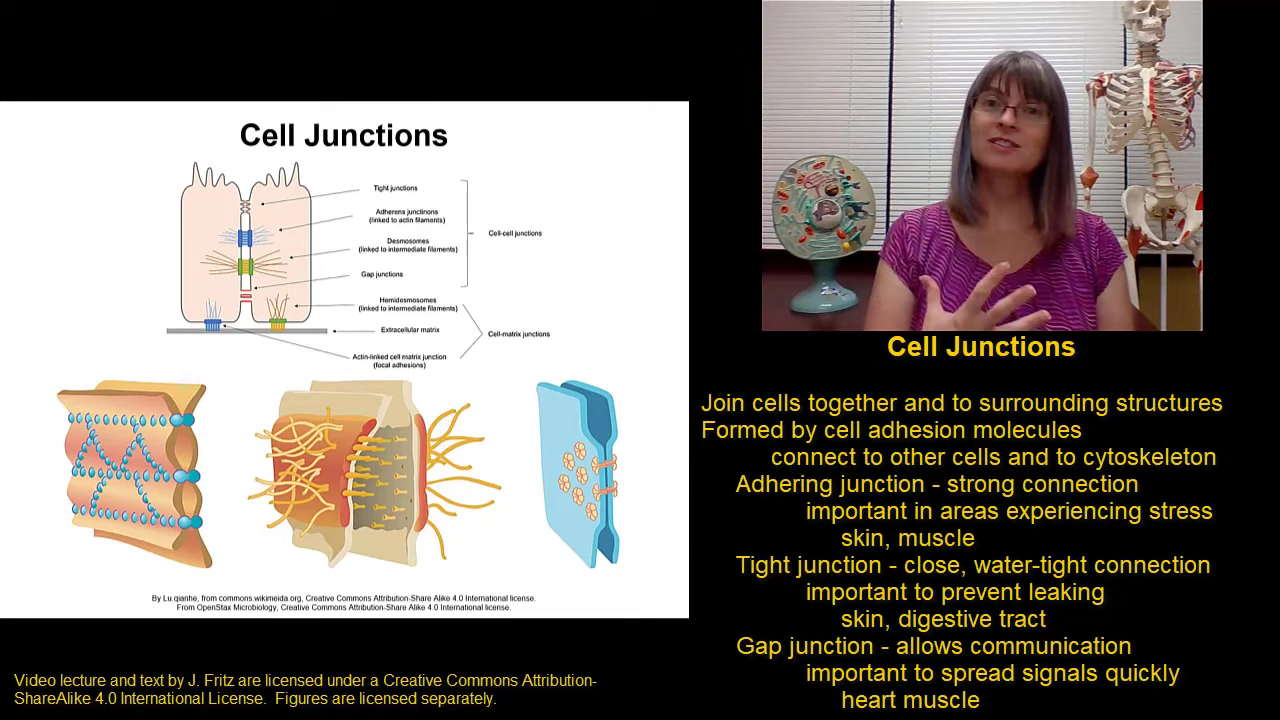 Cell Junctions
Tight junctions
Adherens junctinons
(linked to actin filaments)
Desmosomes
(linked to intermediate filaments)
Gap junctions
Cell-cell junctions
Hemidesmosomes
(linked to intermediate filaments)
Extracellular matrix
Cell-matrix junctions
Actin-linked cell matrix junction
(focal adhesions)
By Lu qianhe, from commons.wikimeida.org, Creative Commons Attribution-Share Alike 4.0 International license.
From OpenStax Microbiology, Creative Commons Attribution-Share Alike 4.0 International license.
Video lecture and text by J. Fritz are licensed under a Creative Commons Attribution-
ShareAlike 4.0 International License. Figures are licensed separately.
Cell Junctions
Join cells together and to surrounding structures
Formed by cell adhesion molecules
connect to other cells and to cytoskeleton
Adhering junction - strong connection
important in areas experiencing stress
skin, muscle
Tight junction - close, water-tight connection
important to prevent leaking
skin, digestive tract
Gap junction - allows communication
important to spread signals quickly
heart muscle